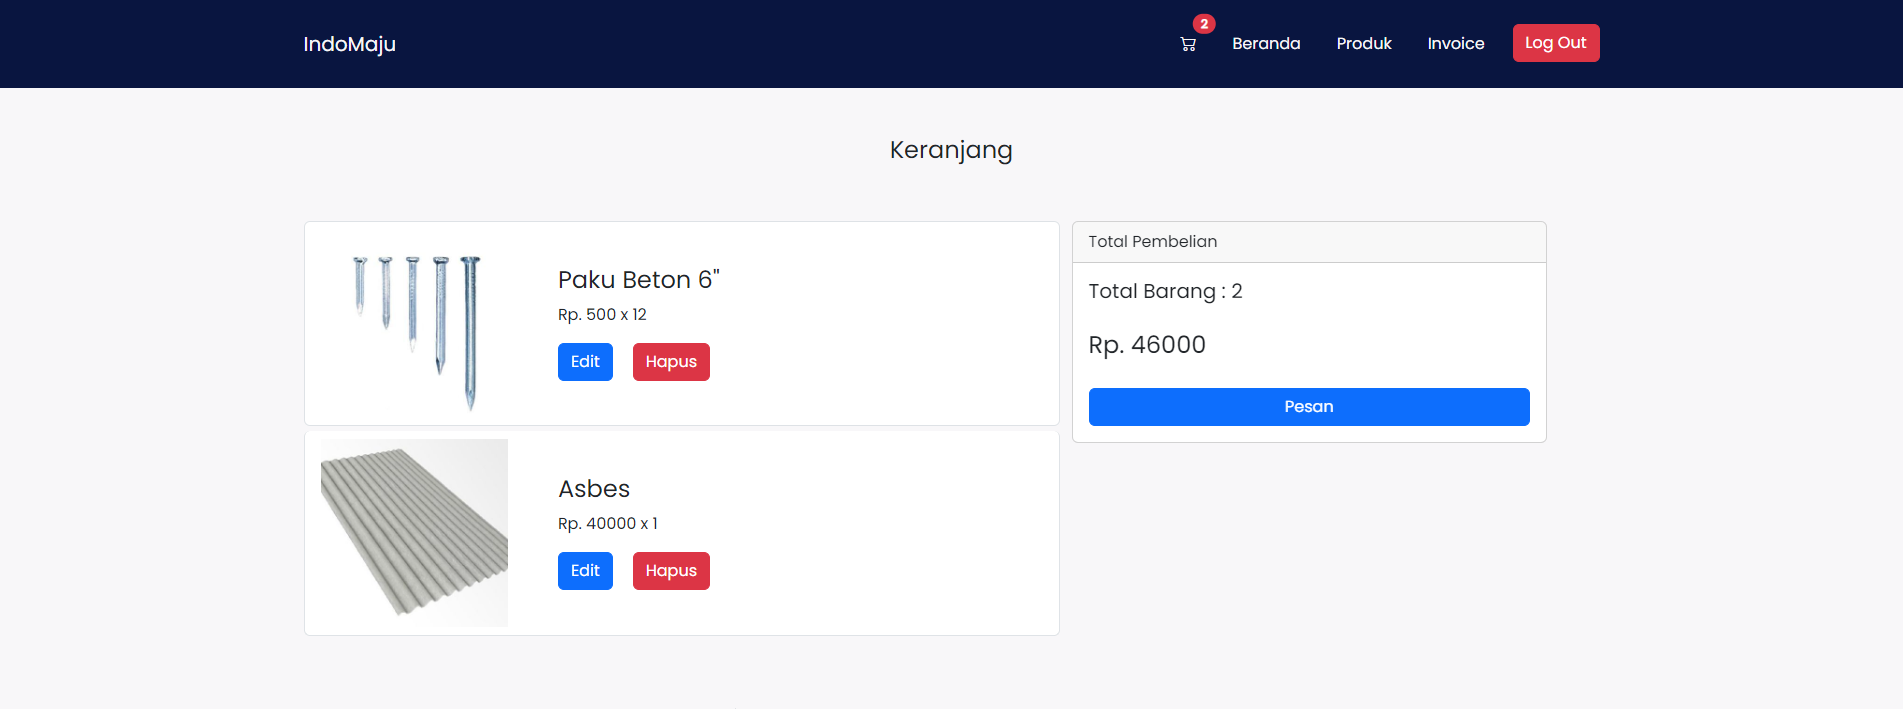 IndoMaju
2
Beranda
Produk
Invoice
Log Out
Keranjang
Paku Beton 6"
Rp. 500 x 12
Edit
Hapus
Asbes
Rp. 40000 x 1
Edit
Hapus
Total Pembelian
Total Barang : 2
Rp. 46000
Pesan